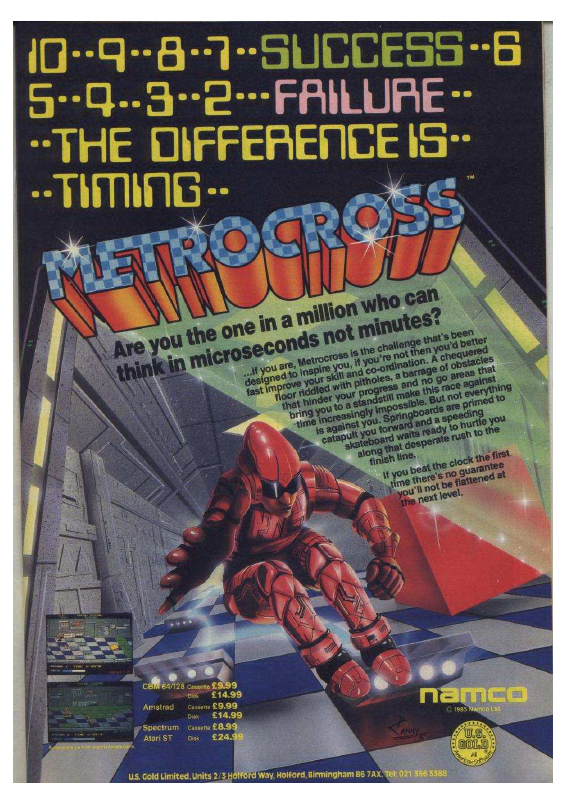 10··9··8··7··SUCCESS··6
5··4··3··2···FAILURE··
··THE DIFFERENCE IS··
··TIMING··
METROCROSS™
Are you the one in a million who can
think in microseconds not minutes?
...if you are, Metrocross is the challenge that's been
designed to inspire you, if you're not then you'd better
fast improve your skill and co-ordination. A chequered
floor riddled with pitholes, a barrage of obstacles
that hinder your progress and no go areas that
bring you to a standstill make this race against
time increasingly impossible. But not everything
is against you. Springboards are primed to
catapult you forward and a speeding
skateboard waits ready to hurtle you
along that desperate rush to the
finish line.
If you beat the clock the first
time there's no guarantee
you'll not be flattened at
the next level.
CBM 64/128 Cassette £9.99
Disk £14.99
Amstrad Cassette £9.99
Disk £14.99
Spectrum Cassette £8.99
Atari ST Disk £24.99
namco
© 1985 Namco Ltd.
U.S.
GOLD
U.S. Gold Limited, Units 2/3 Holford Way, Holford, Birmingham B6 7AX. Tel: 021 356 3388